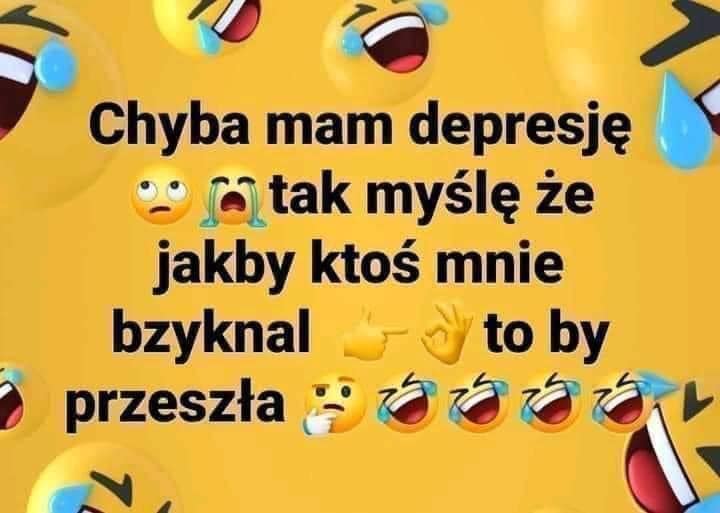 Chyba mam depresję
🙄😭tak myślę że
jakby ktoś mnie
bzyknal 👉👌to by
przeszła🤔🤣🤣🤣🤣